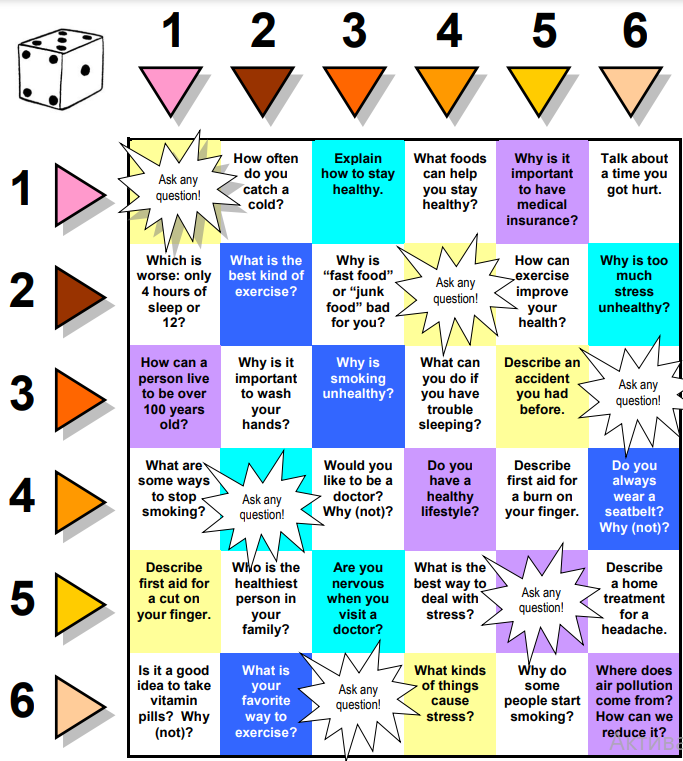 1 2 3 4 5 6
1
Ask any
question!
How often
do you
catch a
cold?
Explain
how to stay
healthy.
What foods
can help
you stay
healthy?
Why is it
important
to have
medical
insurance?
Talk about
a time you
got hurt.
2
Which is
worse: only
4 hours of
sleep or
12?
What is the
best kind of
exercise?
Why is
“fast food”
or “junk
food” bad
for you?
Ask any
question!
How can
exercise
improve
your
health?
Why is too
much
stress
unhealthy?
3
How can a
person live
to be over
100 years
old?
Why is it
important
to wash
your
hands?
Why is
smoking
unhealthy?
What can
you do if
you have
trouble
sleeping?
Describe an
accident
you had
before.
Ask any
question!
4
What are
some ways
to stop
smoking?
Ask any
question!
Would you
like to be a
doctor?
Why (not)?
Do you
have a
healthy
lifestyle?
Describe
first aid for
a burn on
your finger.
Do you
always
wear a
seatbelt?
Why (not)?
5
Describe
first aid for
a cut on
your finger.
Who is the
healthiest
person in
your
family?
Are you
nervous
when you
visit a
doctor?
What is the
best way to
deal with
stress?
Ask any
question!
Describe
a home
treatment
for a
headache.
6
Is it a good
idea to take
vitamin
pills? Why
(not)?
What is
your
favorite
way to
exercise?
Ask any
question!
What kinds
of things
cause
stress?
Why do
some
people start
smoking?
Where does
air pollution
come from?
How can we
reduce it?